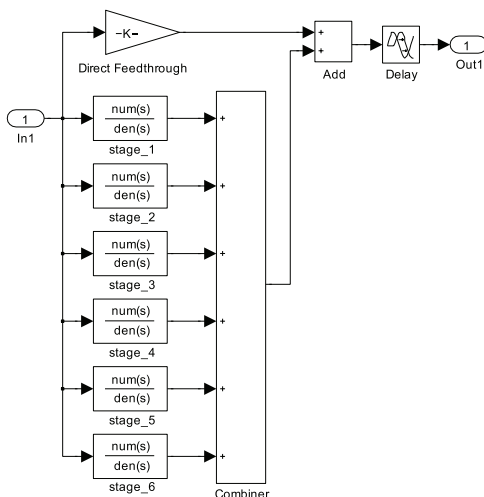 -K-
Direct Feedthrough
+
+
Add
Delay
1
Out1
1
In1
num(s)
den(s)
stage_1
+
num(s)
den(s)
stage_2
+
num(s)
den(s)
stage_3
+
num(s)
den(s)
stage_4
+
num(s)
den(s)
stage_5
+
num(s)
den(s)
stage_6
+
Combiner